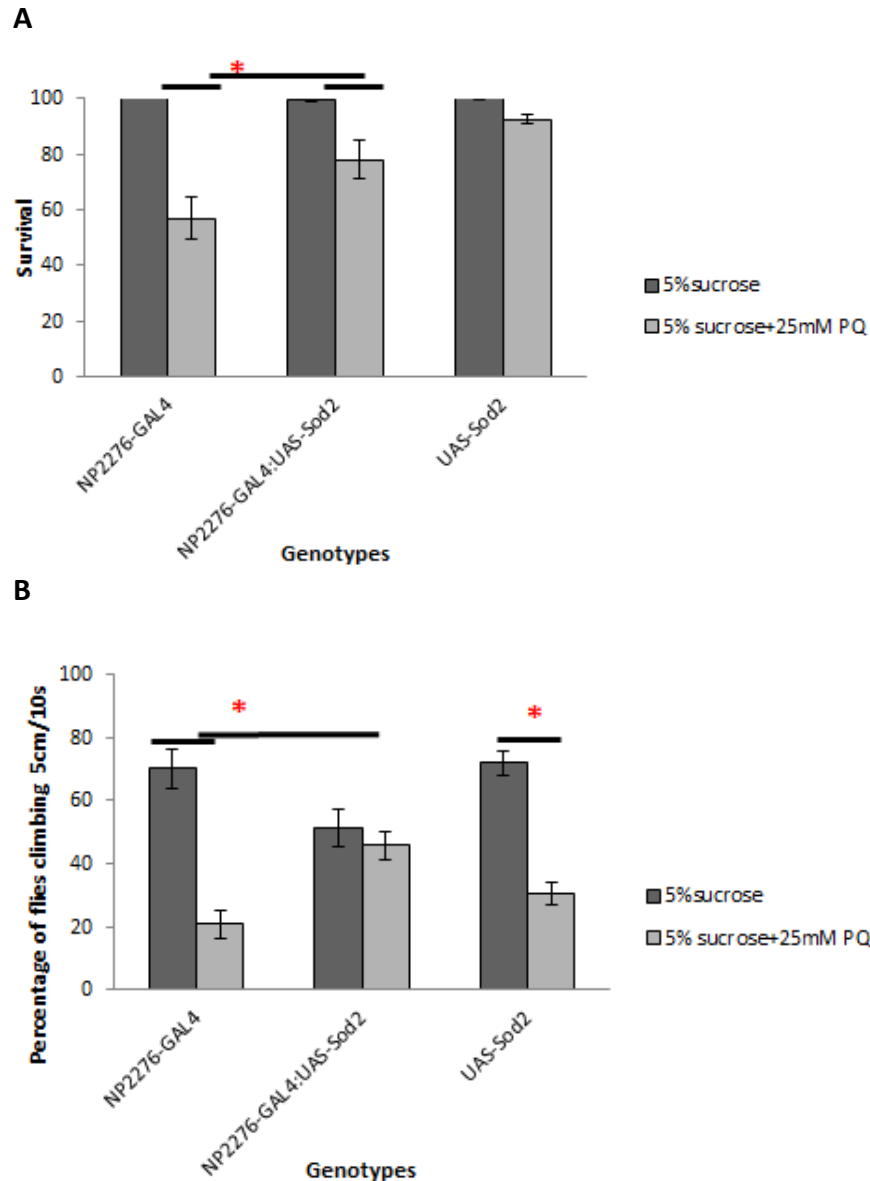 A
*
100
80
60
40
20
0
Survival
5%sucrose
5% sucrose+25mM PQ
NP2276-GAL4
NP2276-GAL4:UAS-Sod2
UAS-Sod2
Genotypes
B
100
80
60
40
20
0
Percentage of flies climbing 5cm/10s
*
*
5%sucrose
5% sucrose+25mM PQ
NP2276-GAL4
NP2276-GAL4:UAS-Sod2
UAS-Sod2
Genotypes